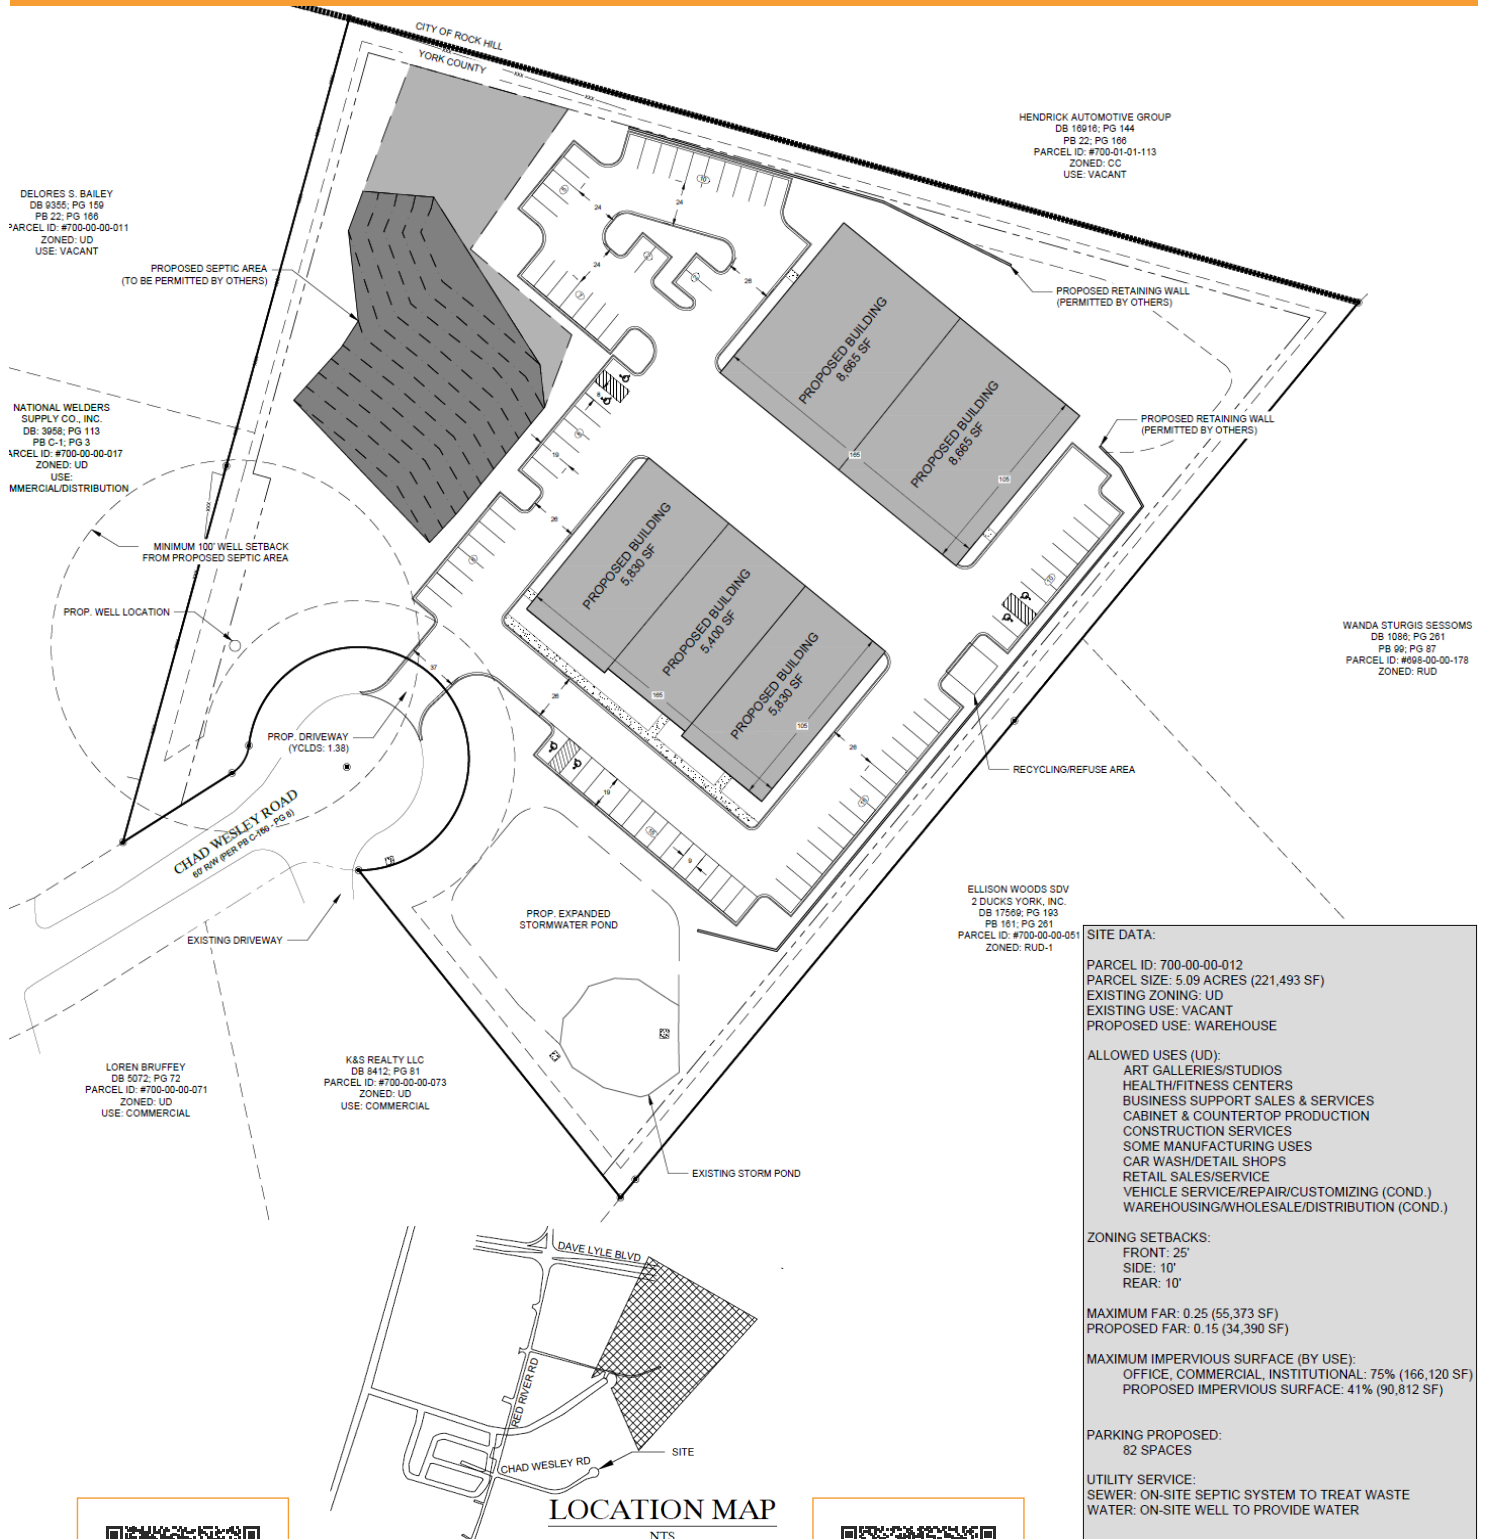 CITY OF ROCK HILL
YORK COUNTY
HENDRICK AUTOMOTIVE GROUP
DB 16916; PG 144
PB 22; PG 166
PARCEL ID: #700-01-01-113
ZONED: CC
USE: VACANT
DELORES S. BAILEY
DB 9355; PG 159
PB 22; PG 166
PARCEL ID: #700-00-00-011
ZONED: UD
USE: VACANT
PROPOSED SEPTIC AREA
(TO BE PERMITTED BY OTHERS)
PROPOSED RETAINING WALL
(PERMITTED BY OTHERS)
PROPOSED BUILDING
8,665 SF
PROPOSED BUILDING
8,665 SF
165
105
PROPOSED RETAINING WALL
(PERMITTED BY OTHERS)
NATIONAL WELDERS
SUPPLY CO., INC.
DB: 3958; PG 113
PB C-1; PG 3
ARCEL ID: #700-00-00-017
ZONED: UD
USE:
MMERCIAL/DISTRIBUTION
MINIMUM 100' WELL SETBACK
FROM PROPOSED SEPTIC AREA
PROP. WELL LOCATION
PROPOSED BUILDING
5,830 SF
PROPOSED BUILDING
5,400 SF
PROPOSED BUILDING
5,830 SF
165
105
24
24
24
26
10
19
26
37
26
26
19
9
WANDA STURGIS SESSOMS
DB 1086; PG 261
PB 99; PG 87
PARCEL ID: #698-00-00-178
ZONED: RUD
PROP. DRIVEWAY
(YCLDS: 1.38)
RECYCLING/REFUSE AREA
CHAD WESLEY ROAD
60' R/W (PER PB C-160 - PG 8)
EXISTING DRIVEWAY
PROP. EXPANDED
STORMWATER POND
ELLISON WOODS SDV
2 DUCKS YORK, INC.
DB 17569; PG 193
PB 161; PG 261
PARCEL ID: #700-00-00-051
ZONED: RUD-1
LOREN BRUFFEY
DB 5072; PG 72
PARCEL ID: #700-00-00-071
ZONED: UD
USE: COMMERCIAL
K&S REALTY LLC
DB 8412; PG 81
PARCEL ID: #700-00-00-073
ZONED: UD
USE: COMMERCIAL
EXISTING STORM POND
SITE DATA:
PARCEL ID: 700-00-00-012
PARCEL SIZE: 5.09 ACRES (221,493 SF)
EXISTING ZONING: UD
EXISTING USE: VACANT
PROPOSED USE: WAREHOUSE
ALLOWED USES (UD):
ART GALLERIES/STUDIOS
HEALTH/FITNESS CENTERS
BUSINESS SUPPORT SALES & SERVICES
CABINET & COUNTERTOP PRODUCTION
CONSTRUCTION SERVICES
SOME MANUFACTURING USES
CAR WASH/DETAIL SHOPS
RETAIL SALES/SERVICE
VEHICLE SERVICE/REPAIR/CUSTOMIZING (COND.)
WAREHOUSING/WHOLESALE/DISTRIBUTION (COND.)
ZONING SETBACKS:
FRONT: 25'
SIDE: 10'
REAR: 10'
MAXIMUM FAR: 0.25 (55,373 SF)
PROPOSED FAR: 0.15 (34,390 SF)
MAXIMUM IMPERVIOUS SURFACE (BY USE):
OFFICE, COMMERCIAL, INSTITUTIONAL: 75% (166,120 SF)
PROPOSED IMPERVIOUS SURFACE: 41% (90,812 SF)
PARKING PROPOSED:
82 SPACES
UTILITY SERVICE:
SEWER: ON-SITE SEPTIC SYSTEM TO TREAT WASTE
WATER: ON-SITE WELL TO PROVIDE WATER
DAVE LYLE BLVD
RED RIVER RD
CHAD WESLEY RD
SITE
LOCATION MAP
NTS